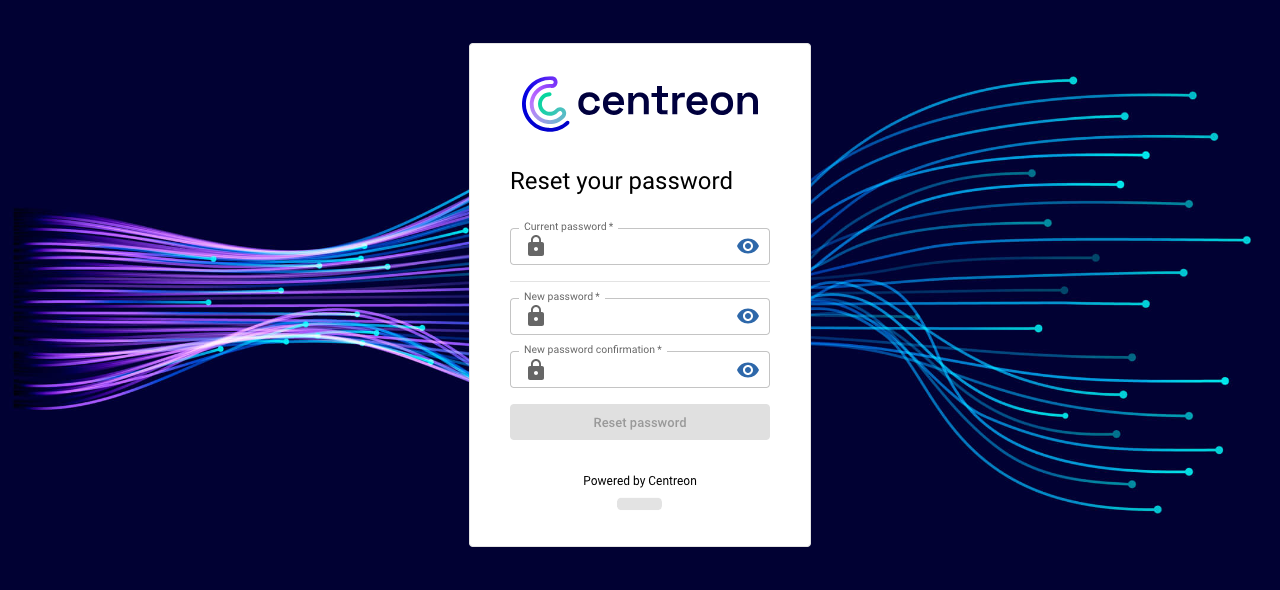 centreon
Reset your password
Current password *
New password *
New password confirmation *
Reset password
Powered by Centreon